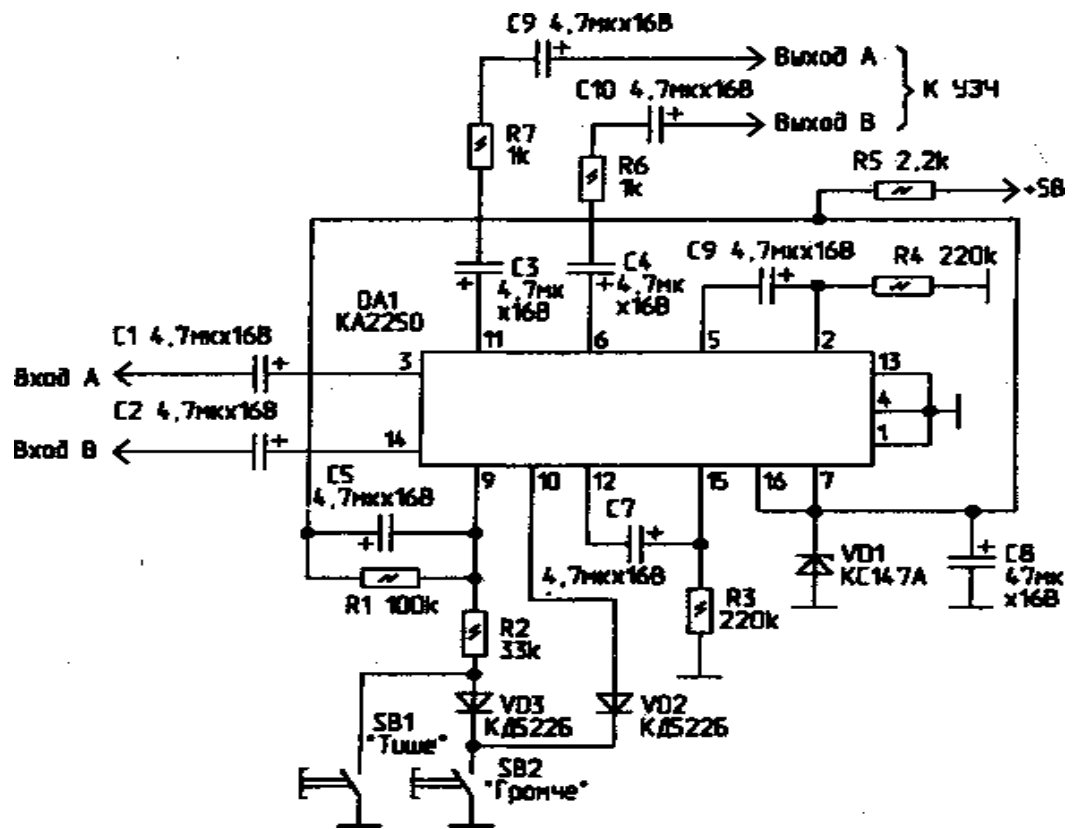 C9 4,7мкх16В
Выход А
C10 4,7мкх16В
К УЗЧ
Выход В
R7
1k
R6
1k
R5 2,2k
+5В
C9 4,7мкх16В
R4 220k
C3
4,7мк
х16В
C4
4,7мк
х16В
DA1
КА2250
C1 4,7мкх16В
11
6
5
2
Вход А
3
13
C2 4,7мкх16В
4
Вход В
14
1
9
10
12
15
16
7
C5
4,7мкх16В
C7
4,7мкх16В
VD1
КС147А
C8
47мк
х16В
R1 100k
R3
220k
R2
33k
VD3
КД522Б
VD2
КД522Б
SB1
"Тише"
SB2
"Громче"